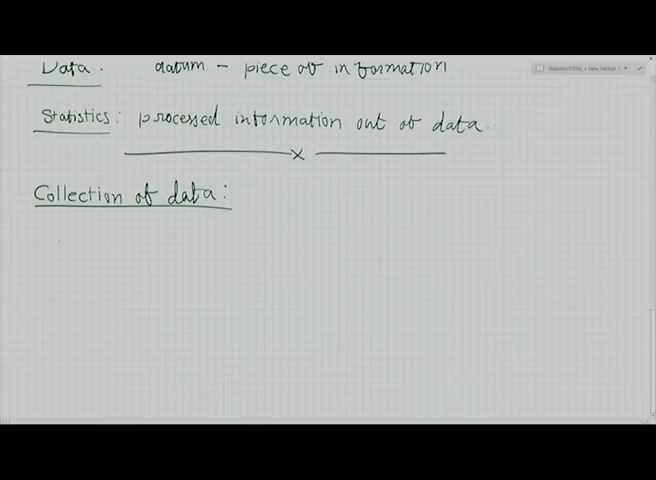 Data. datum - piece of information
Statistics: processed information out of data.
x
Collection of data: